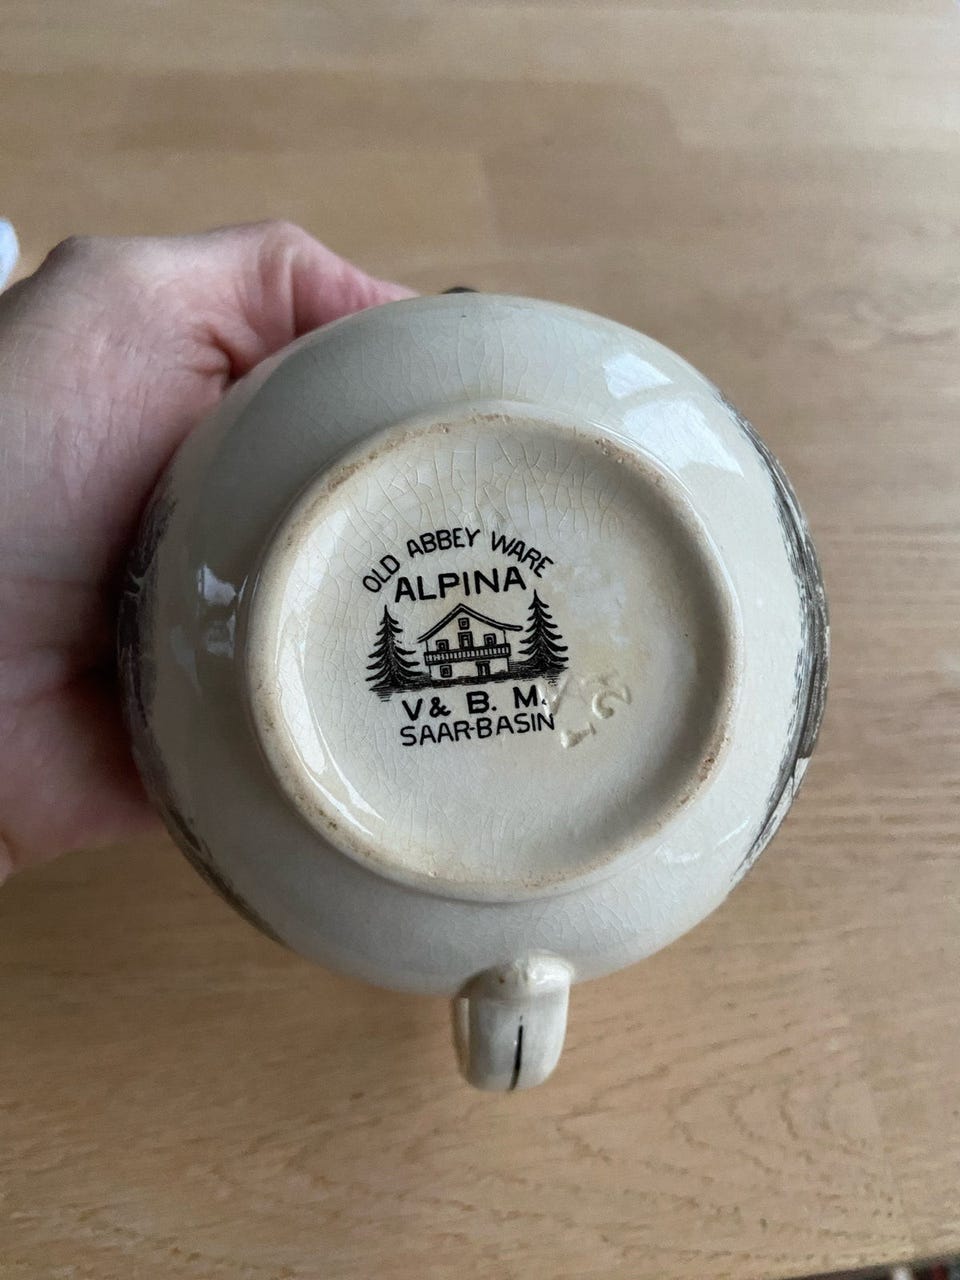 OLD ABBEY WARE
ALPINA
V & B. M.
SAAR-BASIN